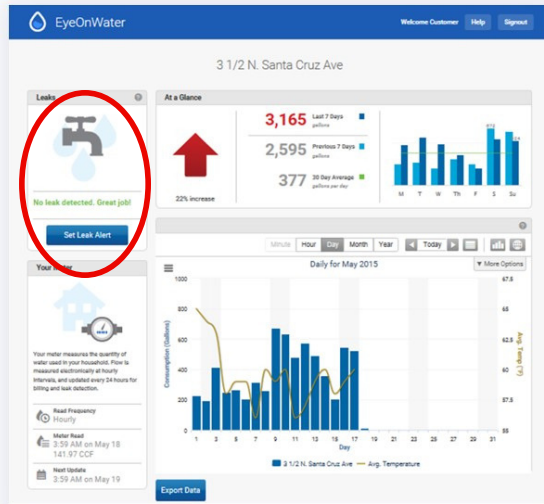 EyeOnWater
Welcome Customer Help Signout
3 1/2 N. Santa Cruz Ave
Leaks
No leak detected. Great job!
Set Leak Alert
At a Glance
22% increase
3,165 Last 7 Days
gallons
2,595 Previous 7 Days
gallons
377 30 Day Average
gallons per day
M T W Th F S Su
Your Meter
Your meter measures the quantity of
water used in your household. Flow is
measured electronically at hourly
intervals, and updated every 24 hours for
billing and leak detection.
Read Frequency
Hourly
Meter Read
3:59 AM on May 18
141.97 CCF
Next Update
3:59 AM on May 19
Minute Hour Day Month Year Today
Daily for May 2015
More Options
Consumption (Gallons)
1000
800
600
400
200
0
67.5
65
62.5
60
57.5
55
Avg. Temp (°F)
1 3 5 7 9 11 13 15 17 19 21 23 25 27 29 31
Day
3 1/2 N. Santa Cruz Ave Avg. Temperature
Export Data